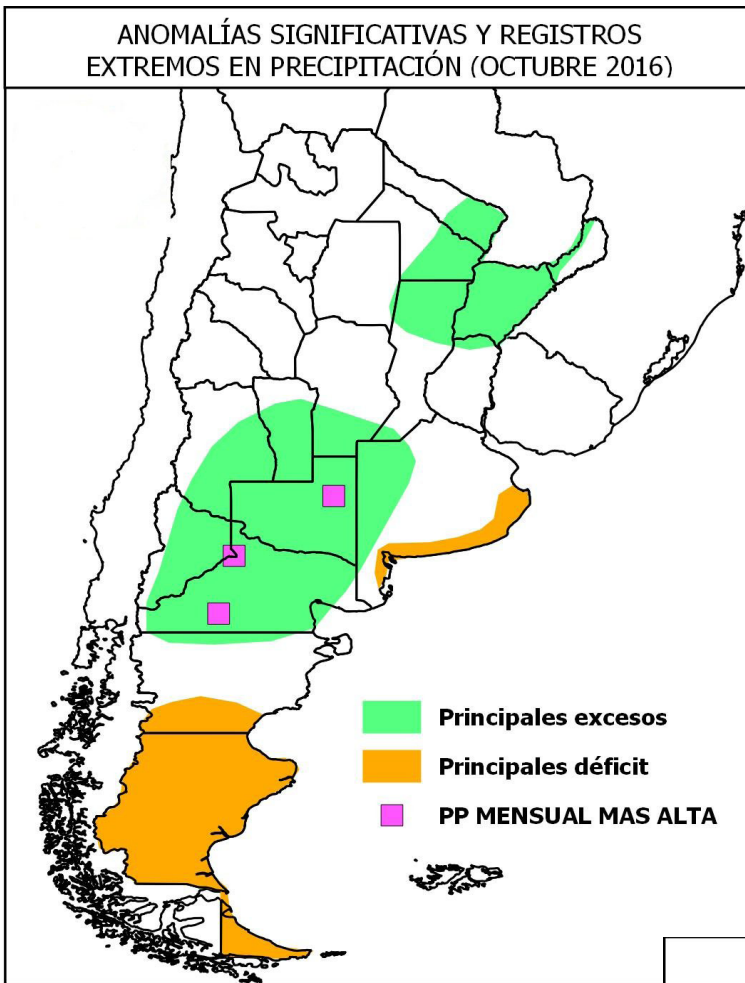 ANOMALÍAS SIGNIFICATIVAS Y REGISTROS
EXTREMOS EN PRECIPITACIÓN (OCTUBRE 2016)
Principales excesos
Principales déficit
PP MENSUAL MAS ALTA